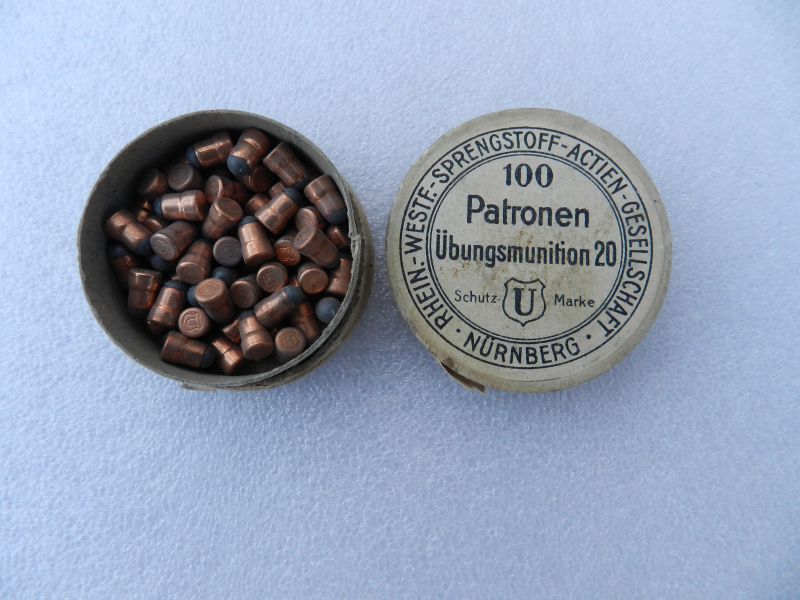 RHEIN-WESTF.-SPRENGSTOFF-ACTIEN-GESELLSCHAFT
100
Patronen
Übungsmunition 20
Schutz- U Marke
· NÜRNBERG ·